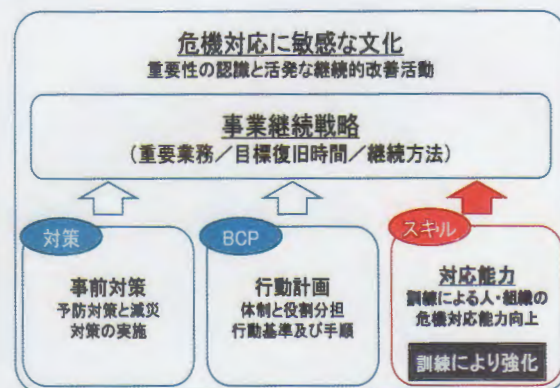 危機対応に敏感な文化
重要性の認識と活発な継続的改善活動
事業継続戦略
(重要業務/目標復旧時間/継続方法)
対策
事前対策
予防対策と減災
対策の実施
BCP
行動計画
体制と役割分担
行動基準及び手順
スキル
対応能力
訓練による人・組織の
危機対応能力向上
訓練により強化